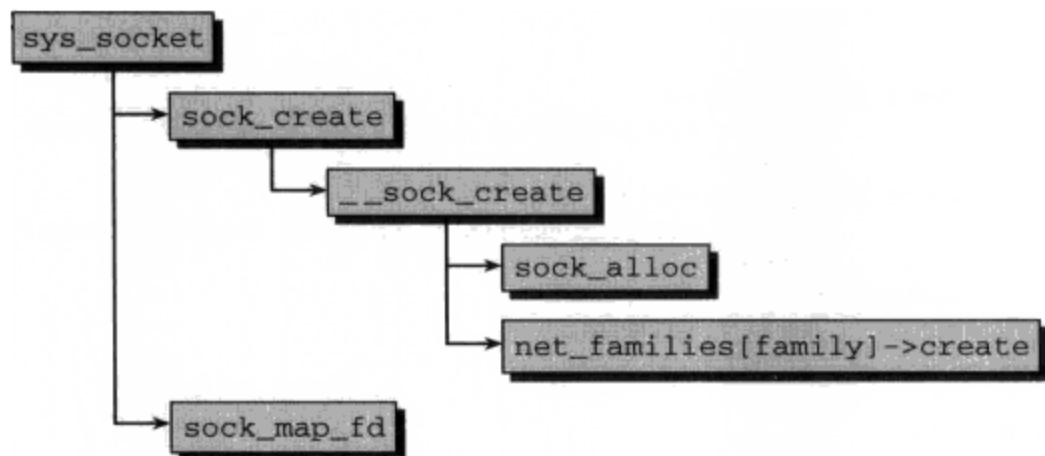 sys_socket
sock_create
__sock_create
sock_alloc
net_families[family]->create
sock_map_fd